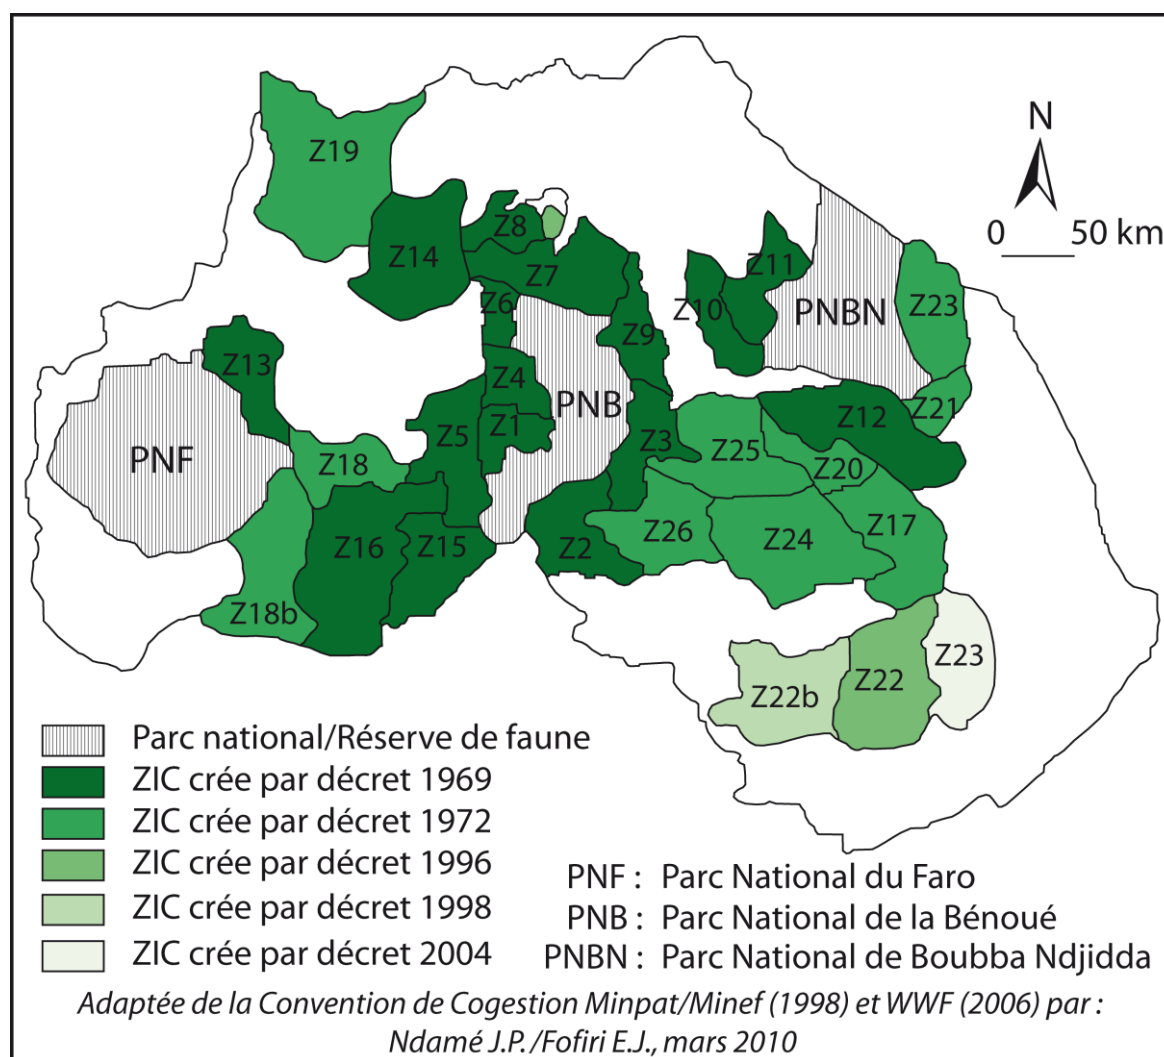 N
0 50 km
Z19
Z8
Z14
Z7
Z11
Z6
Z10
PNBN
Z23
Z9
Z13
Z4
PNB
Z21
Z1
Z12
Z5
Z3
PNF
Z18
Z25
Z20
Z26
Z17
Z16
Z15
Z2
Z24
Z18b
Z23
Z22
Z22b
Parc national/Réserve de faune
ZIC crée par décret 1969
ZIC crée par décret 1972
ZIC crée par décret 1996
ZIC crée par décret 1998
ZIC crée par décret 2004
PNF : Parc National du Faro
PNB : Parc National de la Bénoué
PNBN : Parc National de Boubba Ndjidda
Adaptée de la Convention de Cogestion Minpat/Minef (1998) et WWF (2006) par :
Ndamé J.P./Fofiri E.J., mars 2010